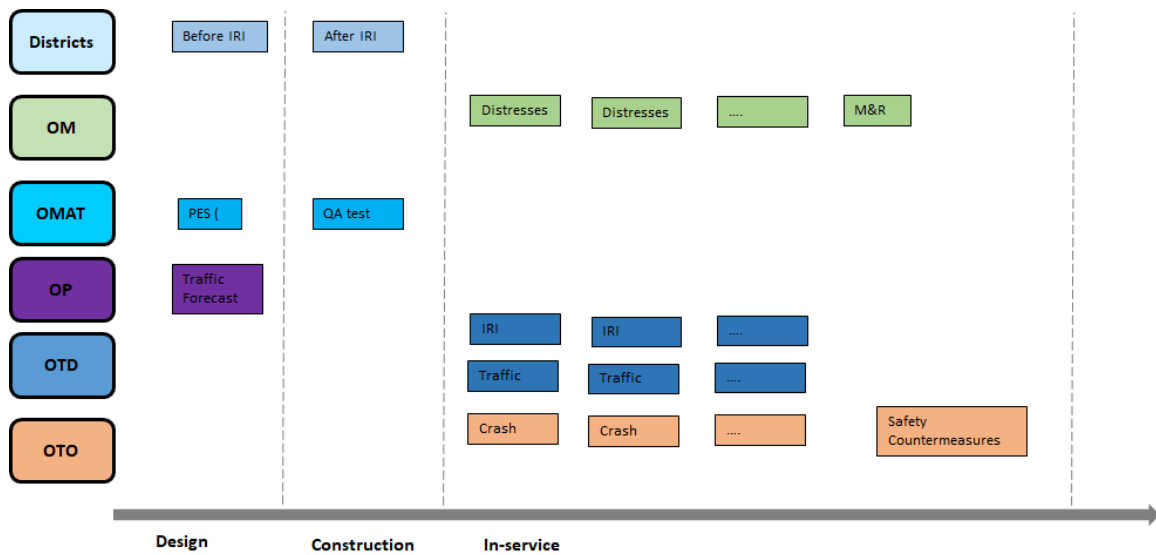 Districts
Before IRI
After IRI
OM
Distresses
Distresses
....
M&R
OMAT
PES (
QA test
OP
Traffic
Forecast
OTD
IRI
IRI
....
Traffic
Traffic
....
OTO
Crash
Crash
....
Safety
Countermeasures
Design
Construction
In-service